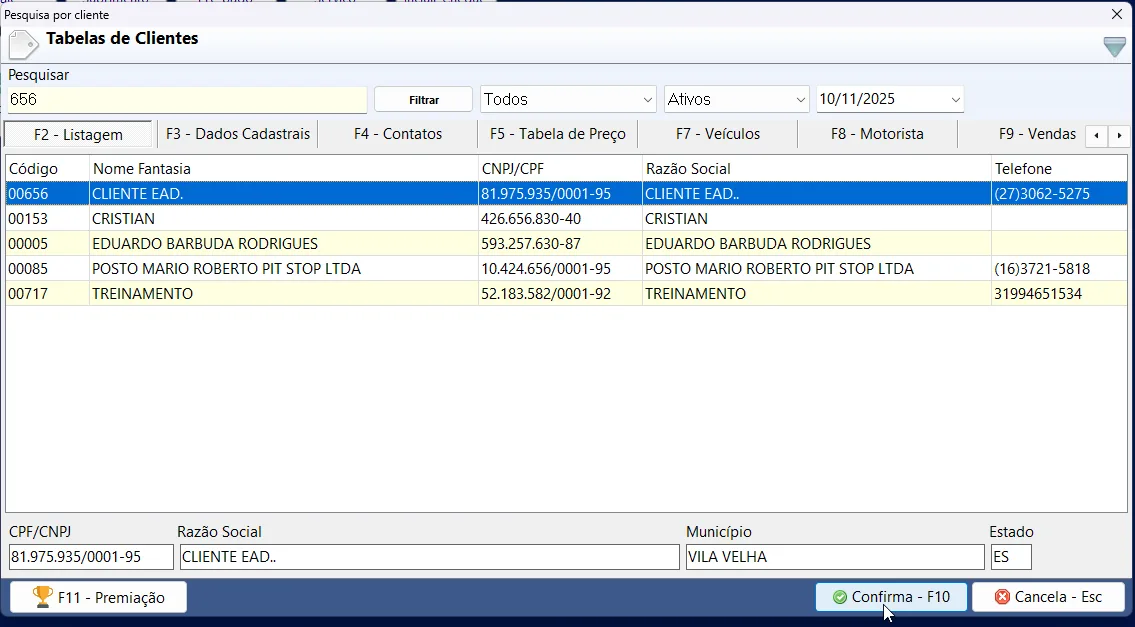 Pesquisa por cliente
Tabelas de Clientes
Pesquisar
656 Filtrar Todos Ativos 10/11/2025
F2 - Listagem F3 - Dados Cadastrais F4 - Contatos F5 - Tabela de Preço F7 - Veículos F8 - Motorista F9 - Vendas
Código Nome Fantasia CNPJ/CPF Razão Social Telefone
00656 CLIENTE EAD. 81.975.935/0001-95 CLIENTE EAD.. (27)3062-5275
00153 CRISTIAN 426.656.830-40 CRISTIAN
00005 EDUARDO BARBUDA RODRIGUES 593.257.630-87 EDUARDO BARBUDA RODRIGUES
00085 POSTO MARIO ROBERTO PIT STOP LTDA 10.424.656/0001-95 POSTO MARIO ROBERTO PIT STOP LTDA (16)3721-5818
00717 TREINAMENTO 52.183.582/0001-92 TREINAMENTO 31994651534
CPF/CNPJ Razão Social Município Estado
81.975.935/0001-95 CLIENTE EAD.. VILA VELHA ES
F11 - Premiação Confirma - F10 Cancela - Esc